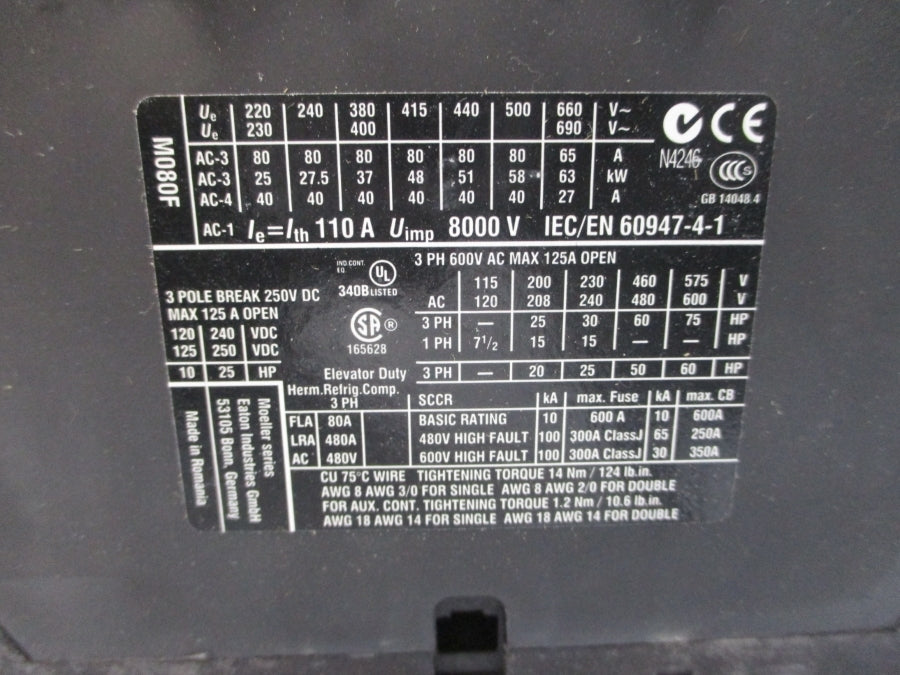 M080F
Ue 220 240 380 415 440 500 660 V~
Ue 230 400 690 V~
AC-3 80 80 80 80 80 80 65 A
AC-3 25 27.5 37 48 51 58 63 kW
AC-4 40 40 40 40 40 40 27 A
AC-1 Ie=Ith 110 A Uimp 8000 V IEC/EN 60947-4-1
CE
N4246
CCC S
GB 14048.4
3 POLE BREAK 250V DC
MAX 125 A OPEN
120 240 VDC
125 250 VDC
10 25 HP
IND.CONT.
EQ.
UL
340B LISTED
SA ®
165628
3 PH 600V AC MAX 125A OPEN
115 200 230 460 575 V
AC 120 208 240 480 600 V
3 PH — 25 30 60 75 HP
1 PH 7 1/2 15 15 — — HP
Elevator Duty 3 PH — 20 25 50 60 HP
Herm.Refrig.Comp.
3 PH
FLA 80A
LRA 480A
AC 480V
SCCR kA max. Fuse kA max. CB
BASIC RATING 10 600 A 10 600A
480V HIGH FAULT 100 300A ClassJ 65 250A
600V HIGH FAULT 100 300A ClassJ 30 350A
CU 75°C WIRE TIGHTENING TORQUE 14 Nm / 124 lb.in.
AWG 8 AWG 3/0 FOR SINGLE AWG 8 AWG 2/0 FOR DOUBLE
FOR AUX. CONT. TIGHTENING TORQUE 1.2 Nm / 10.6 lb.in.
AWG 18 AWG 14 FOR SINGLE AWG 18 AWG 14 FOR DOUBLE
Moeller series
Eaton Industries GmbH
53105 Bonn, Germany
Made in Romania